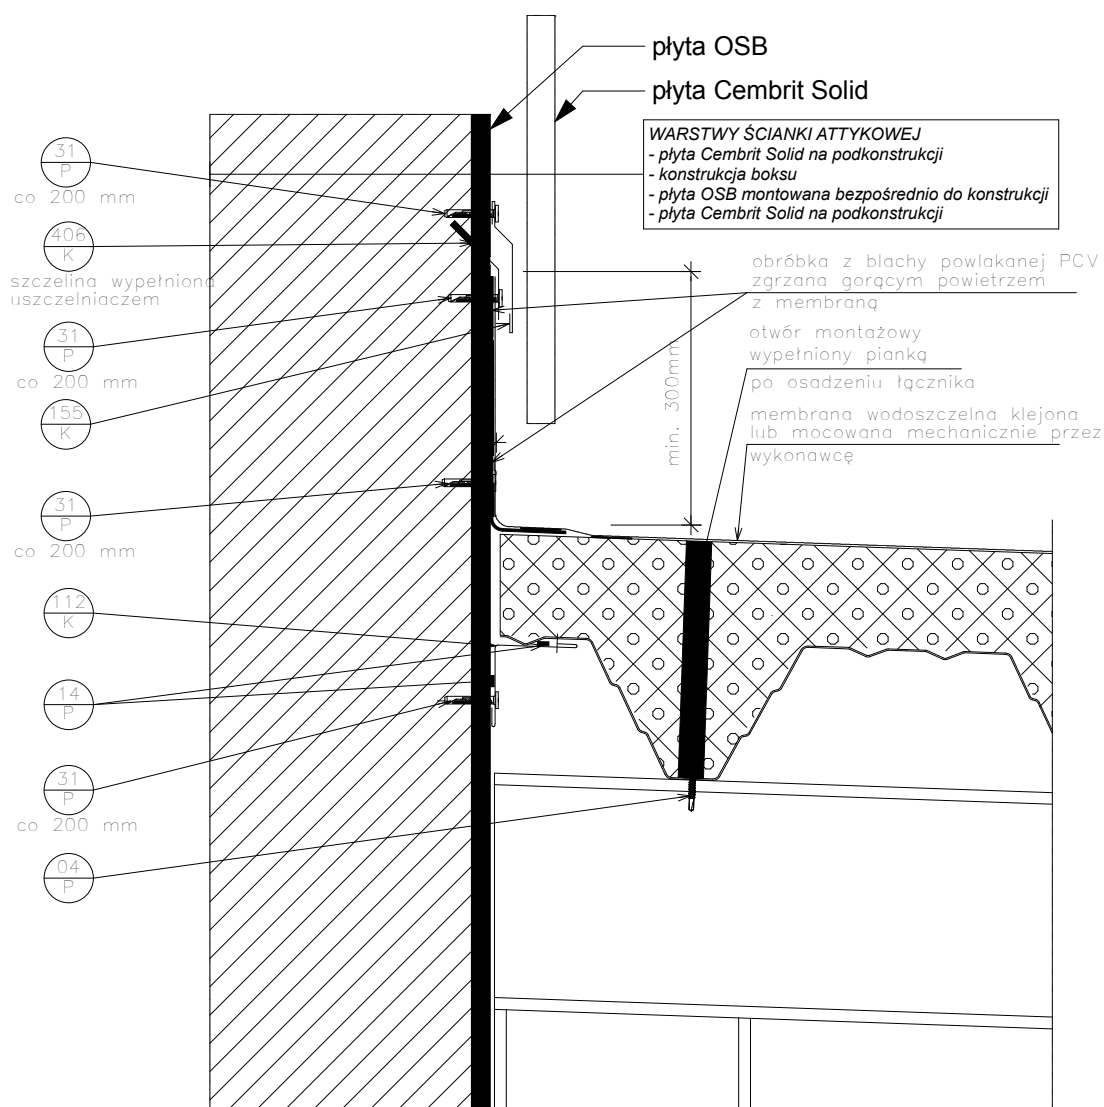 płyta OSB
płyta Cembrit Solid
WARSTWY ŚCIANKI ATTYKOWEJ
- płyta Cembrit Solid na podkonstrukcji
- konstrukcja boksu
- płyta OSB montowana bezpośrednio do konstrukcji
- płyta Cembrit Solid na podkonstrukcji
31
P
co 200 mm
406
K
szczelina wypełniona
uszczelniaczem
31
P
co 200 mm
155
K
31
P
co 200 mm
112
K
14
P
31
P
co 200 mm
04
P
obróbka z blachy powlakanej PCV
zgrzana gorącym powietrzem
z membraną
otwór montażowy
wypełniony pianką
po osadzeniu łącznika
membrana wodoszczelna klejona
lub mocowana mechanicznie przez
wykonawcę
min. 300mm